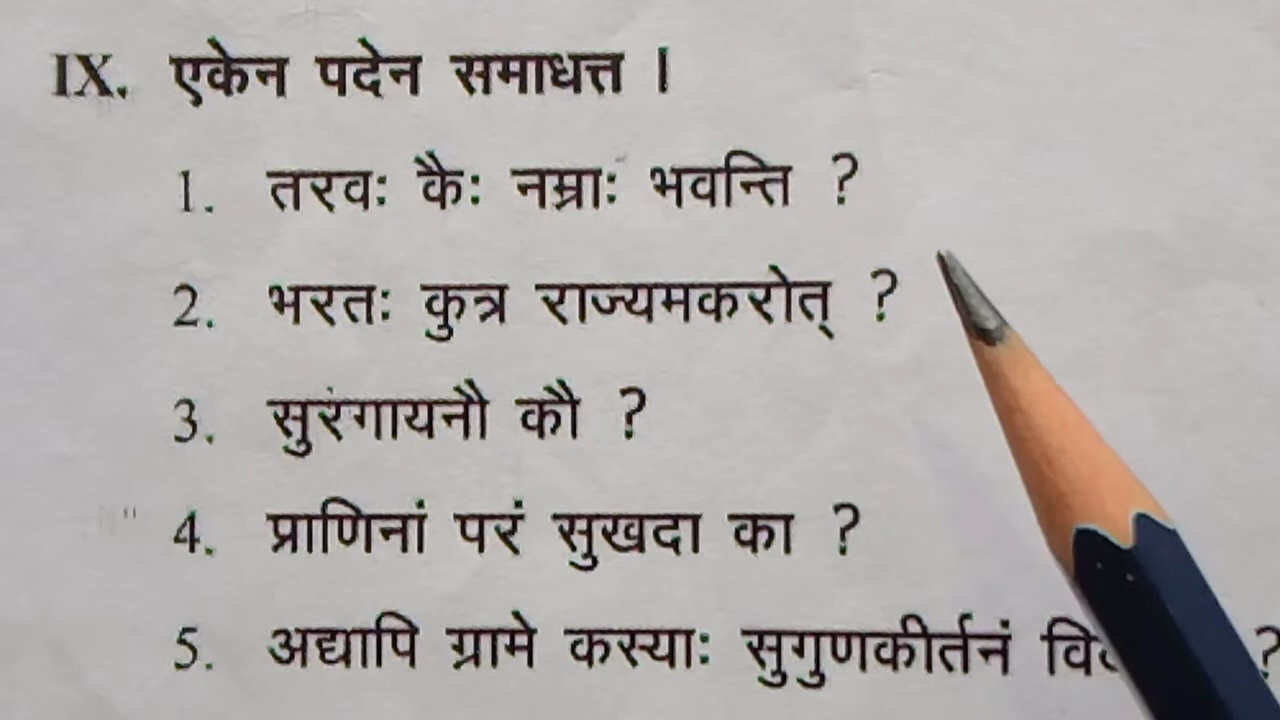 IX. एकेन पदेन समाधत्त ।
1. तरवः कैः नम्राः भवन्ति ?
2. भरतः कुत्र राज्यमकरोत् ?
3. सुरंगायनौ कौ ?
4. प्राणिनां परं सुखदा का ?
5. अद्यापि ग्रामे कस्याः सुगुणकीर्तनं ?